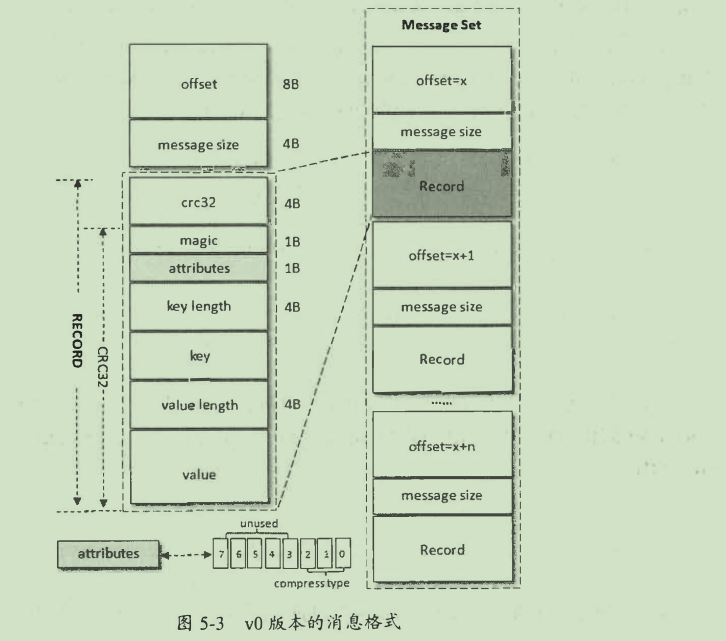 offset 8B
message size 4B
crc32 4B
magic 1B
attributes 1B
key length 4B
key
value length 4B
value
RECORD
CRC32
Message Set
offset=x
message size
Record
offset=x+1
message size
Record
......
offset=x+n
message size
Record
unused
attributes
7 6 5 4 3 2 1 0
compress type
图 5-3 v0 版本的消息格式